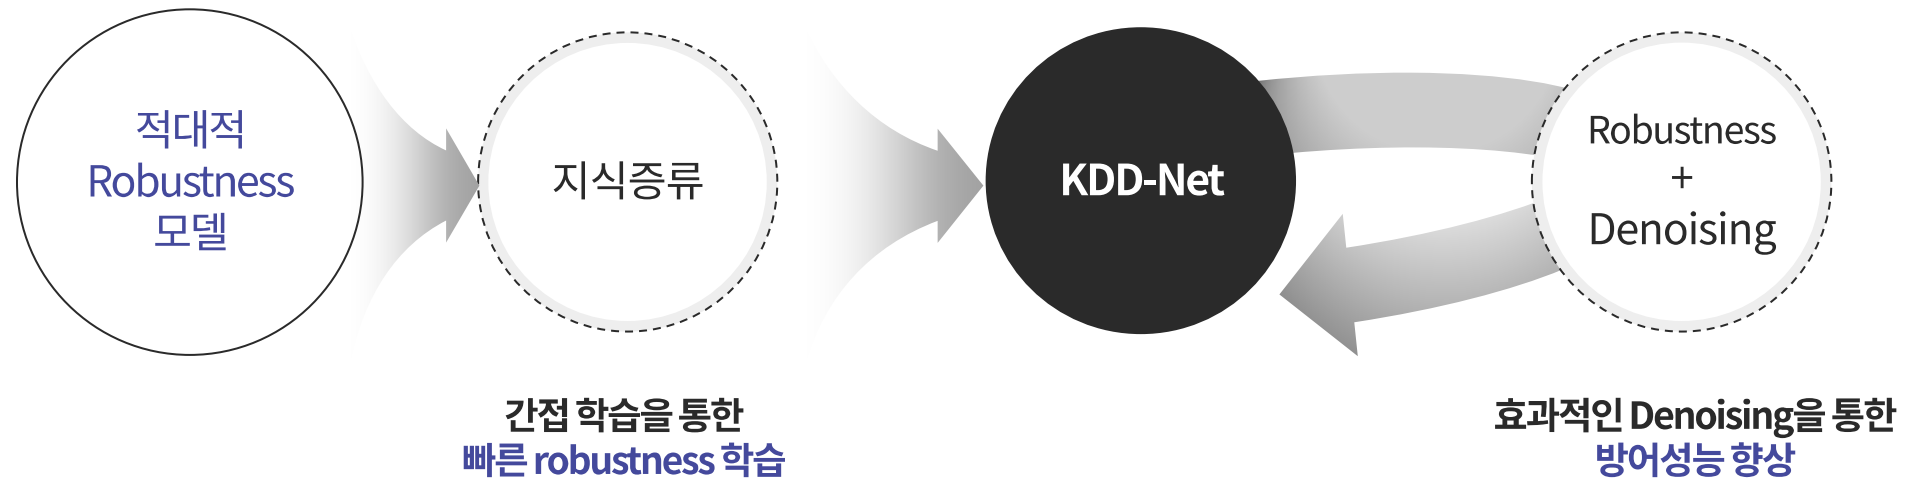 적대적
Robustness
모델
지식증류
KDD-Net
Robustness
+
Denoising
간접 학습을 통한
빠른 robustness 학습
효과적인 Denoising을 통한
방어성능 향상